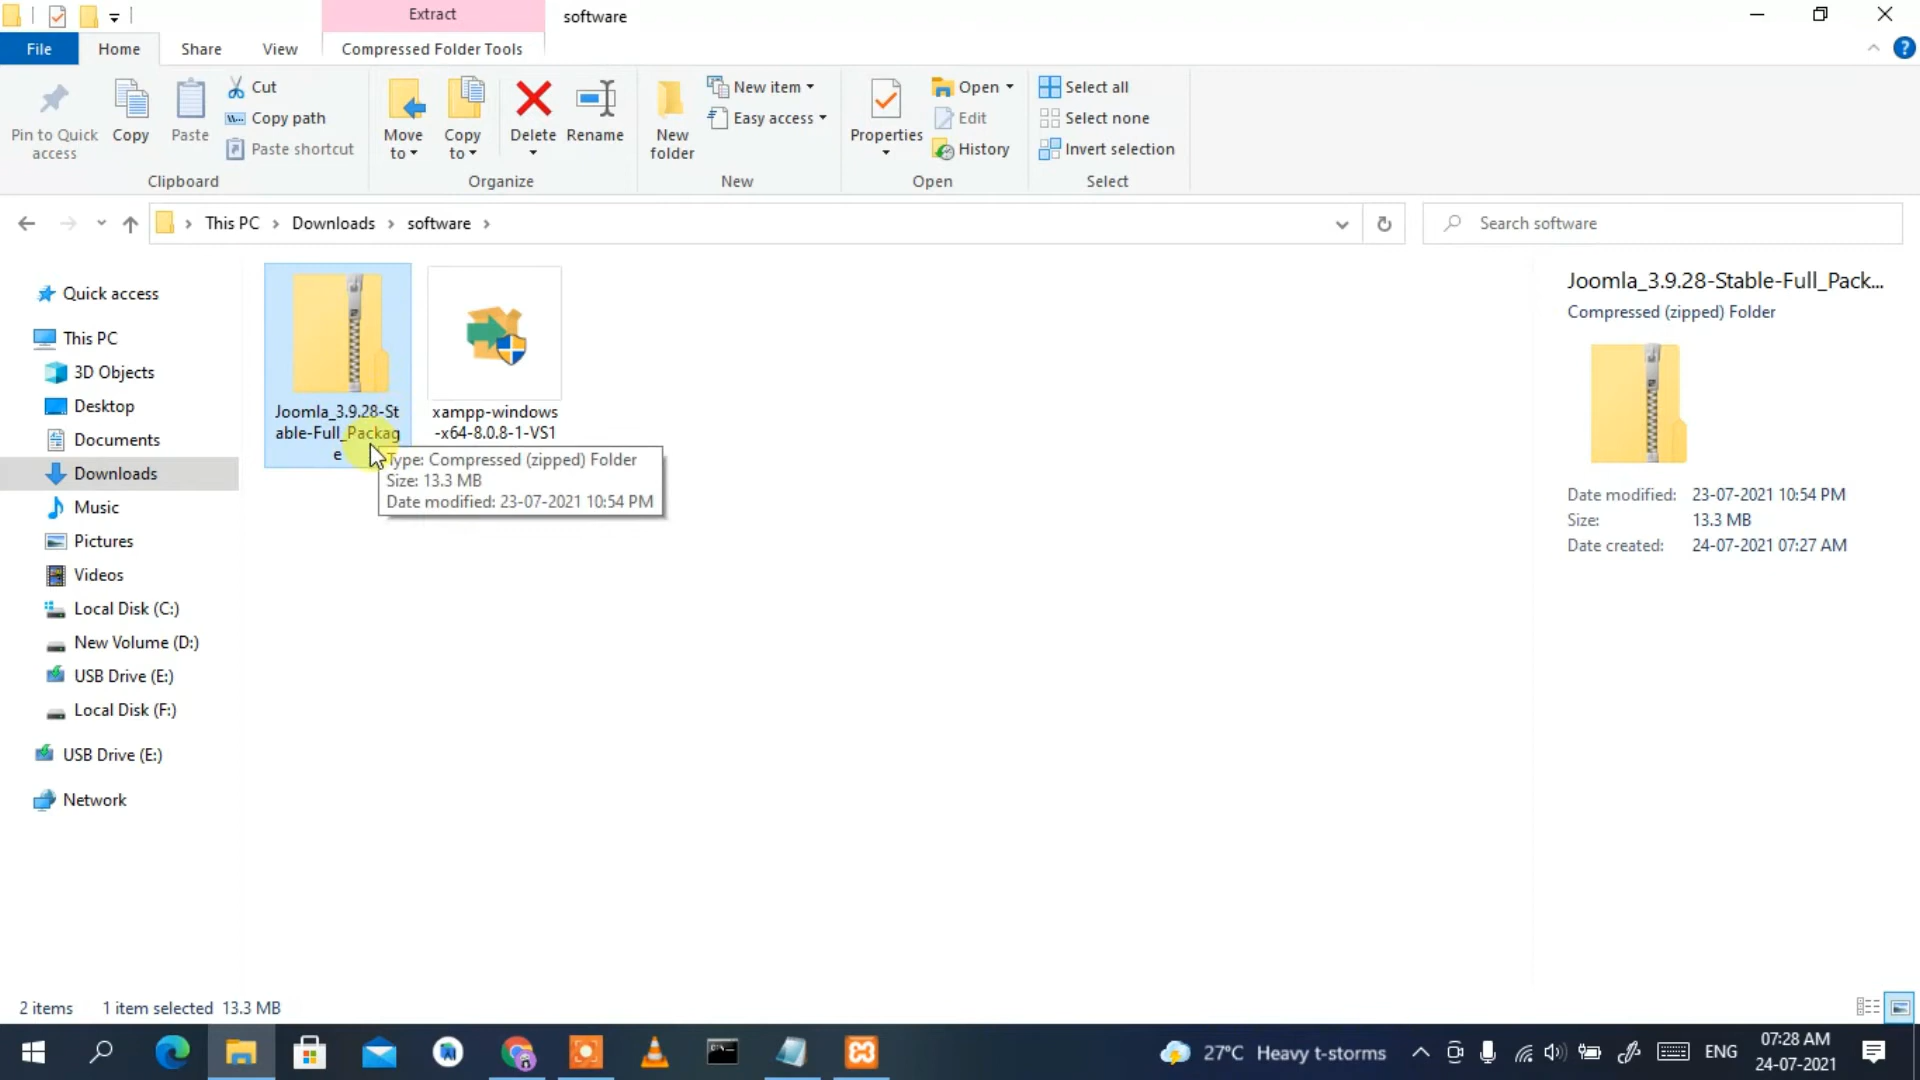 Extract
software
File
Home
Share
View
Compressed Folder Tools
Pin to Quick
access
Copy
Paste
Cut
Copy path
Paste shortcut
Clipboard
Move
to
Copy
to
Delete
Rename
Organize
New
folder
New item
Easy access
New
Properties
Open
Edit
History
Open
Select all
Select none
Invert selection
Select
This PC
Downloads
software
Search software
Quick access
This PC
3D Objects
Desktop
Documents
Downloads
Music
Pictures
Videos
Local Disk (C:)
New Volume (D:)
USB Drive (E:)
Local Disk (F:)
USB Drive (E:)
Network
Joomla_3.9.28-St
able-Full_Packag
e
xampp-windows
-x64-8.0.8-1-VS1
Type: Compressed (zipped) Folder
Size: 13.3 MB
Date modified: 23-07-2021 10:54 PM
Joomla_3.9.28-Stable-Full_Pack...
Compressed (zipped) Folder
Date modified: 23-07-2021 10:54 PM
Size: 13.3 MB
Date created: 24-07-2021 07:27 AM
2 items 1 item selected 13.3 MB
27°C Heavy t-storms
ENG
07:28 AM
24-07-2021